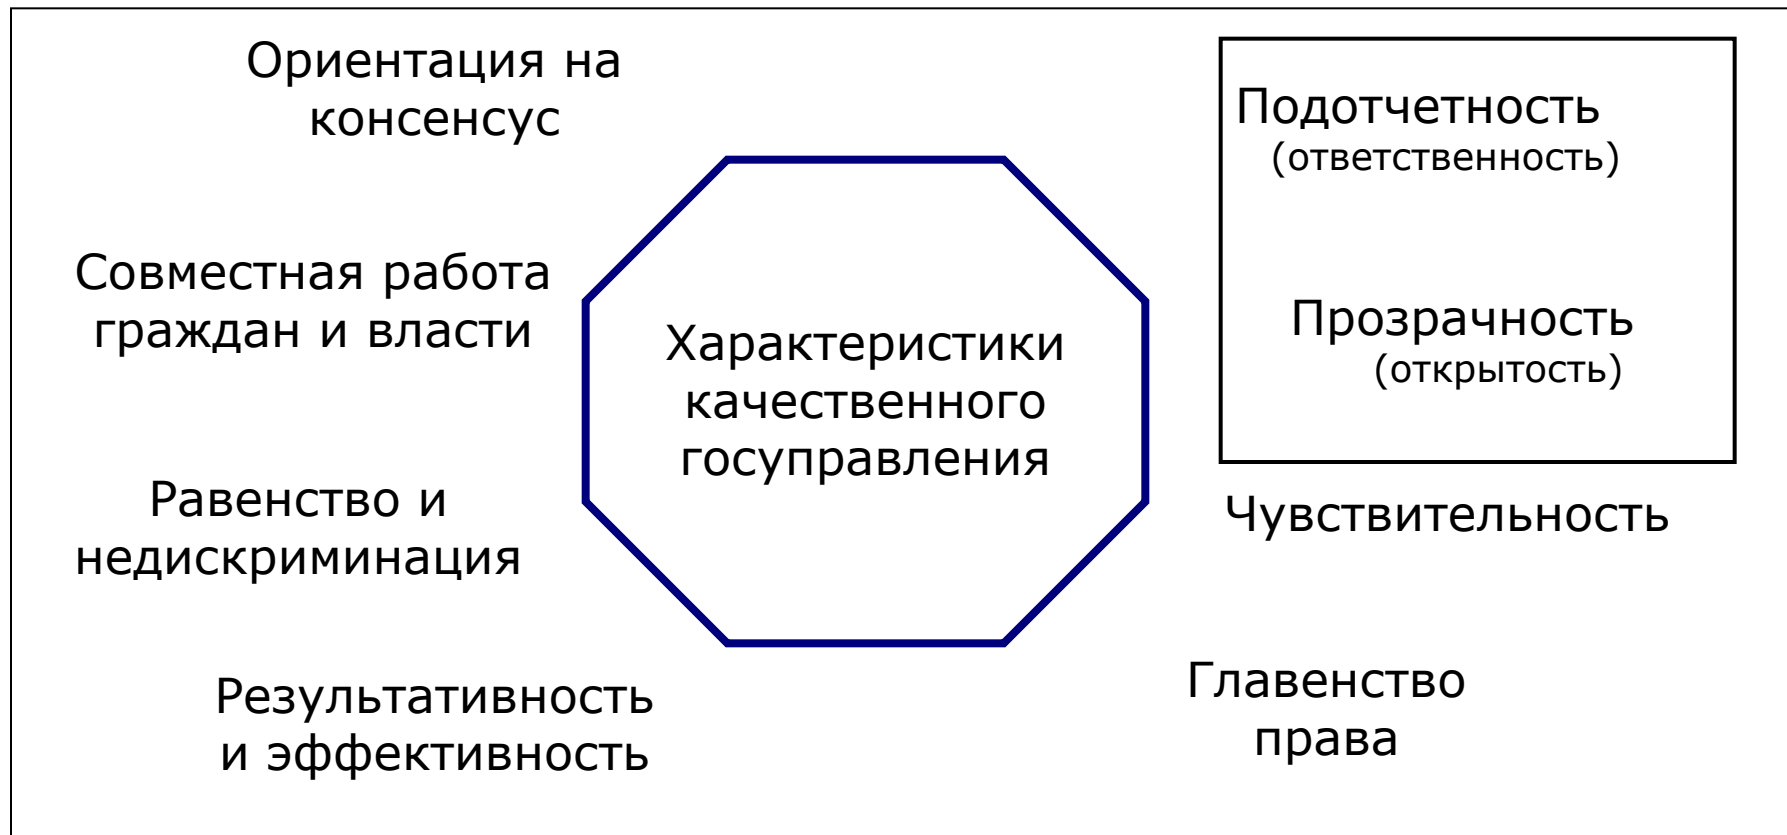 Ориентация на
консенсус
Совместная работа
граждан и власти
Равенство и
недискриминация
Результативность
и эффективность
Характеристики
качественного
госуправления
Подотчетность
(ответственность)
Прозрачность
(открытость)
Чувствительность
Главенство
права